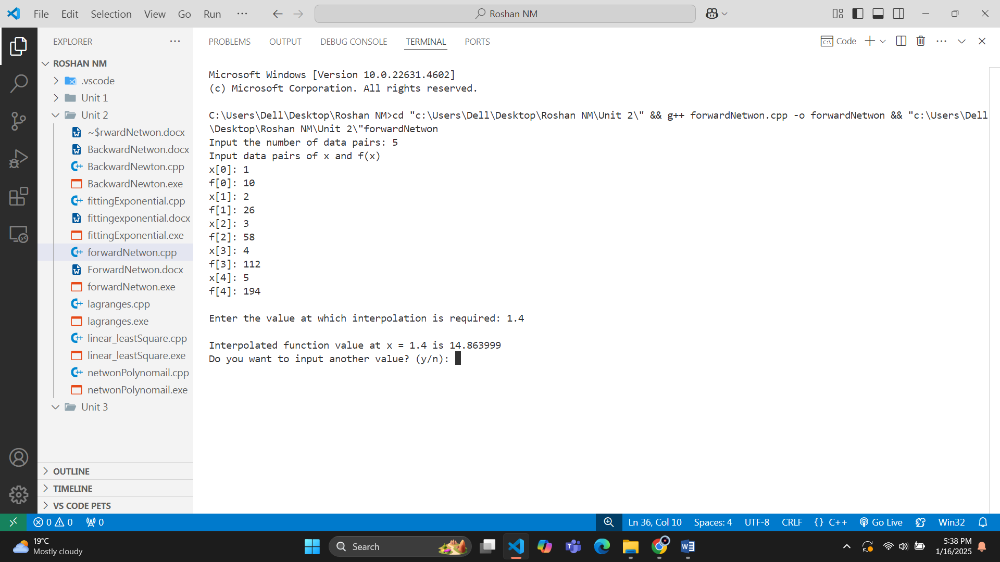 File Edit Selection View Go Run ··· Roshan NM
EXPLORER ···
ROSHAN NM
.vscode
Unit 1
Unit 2
~$rwardNetwon.docx
BackwardNetwon.docx
BackwardNewton.cpp
BackwardNewton.exe
fittingExponential.cpp
fittingexponential.docx
fittingExponential.exe
forwardNetwon.cpp
ForwardNetwon.docx
forwardNetwon.exe
lagranges.cpp
lagranges.exe
linear_leastSquare.cpp
linear_leastSquare.exe
netwonPolynomail.cpp
netwonPolynomail.exe
Unit 3
OUTLINE
TIMELINE
VS CODE PETS
PROBLEMS OUTPUT DEBUG CONSOLE TERMINAL PORTS Code ···
Microsoft Windows [Version 10.0.22631.4602]
(c) Microsoft Corporation. All rights reserved.
C:\Users\Dell\Desktop\Roshan NM>cd "c:\Users\Dell\Desktop\Roshan NM\Unit 2\" && g++ forwardNetwon.cpp -o forwardNetwon && "c:\Users\Dell
\Desktop\Roshan NM\Unit 2\"forwardNetwon
Input the number of data pairs: 5
Input data pairs of x and f(x)
x[0]: 1
f[0]: 10
x[1]: 2
f[1]: 26
x[2]: 3
f[2]: 58
x[3]: 4
f[3]: 112
x[4]: 5
f[4]: 194
Enter the value at which interpolation is required: 1.4
Interpolated function value at x = 1.4 is 14.863999
Do you want to input another value? (y/n):
0 0 0 Ln 36, Col 10 Spaces: 4 UTF-8 CRLF {} C++ Go Live Win32
19°C
Mostly cloudy
Search
5:38 PM
1/16/2025